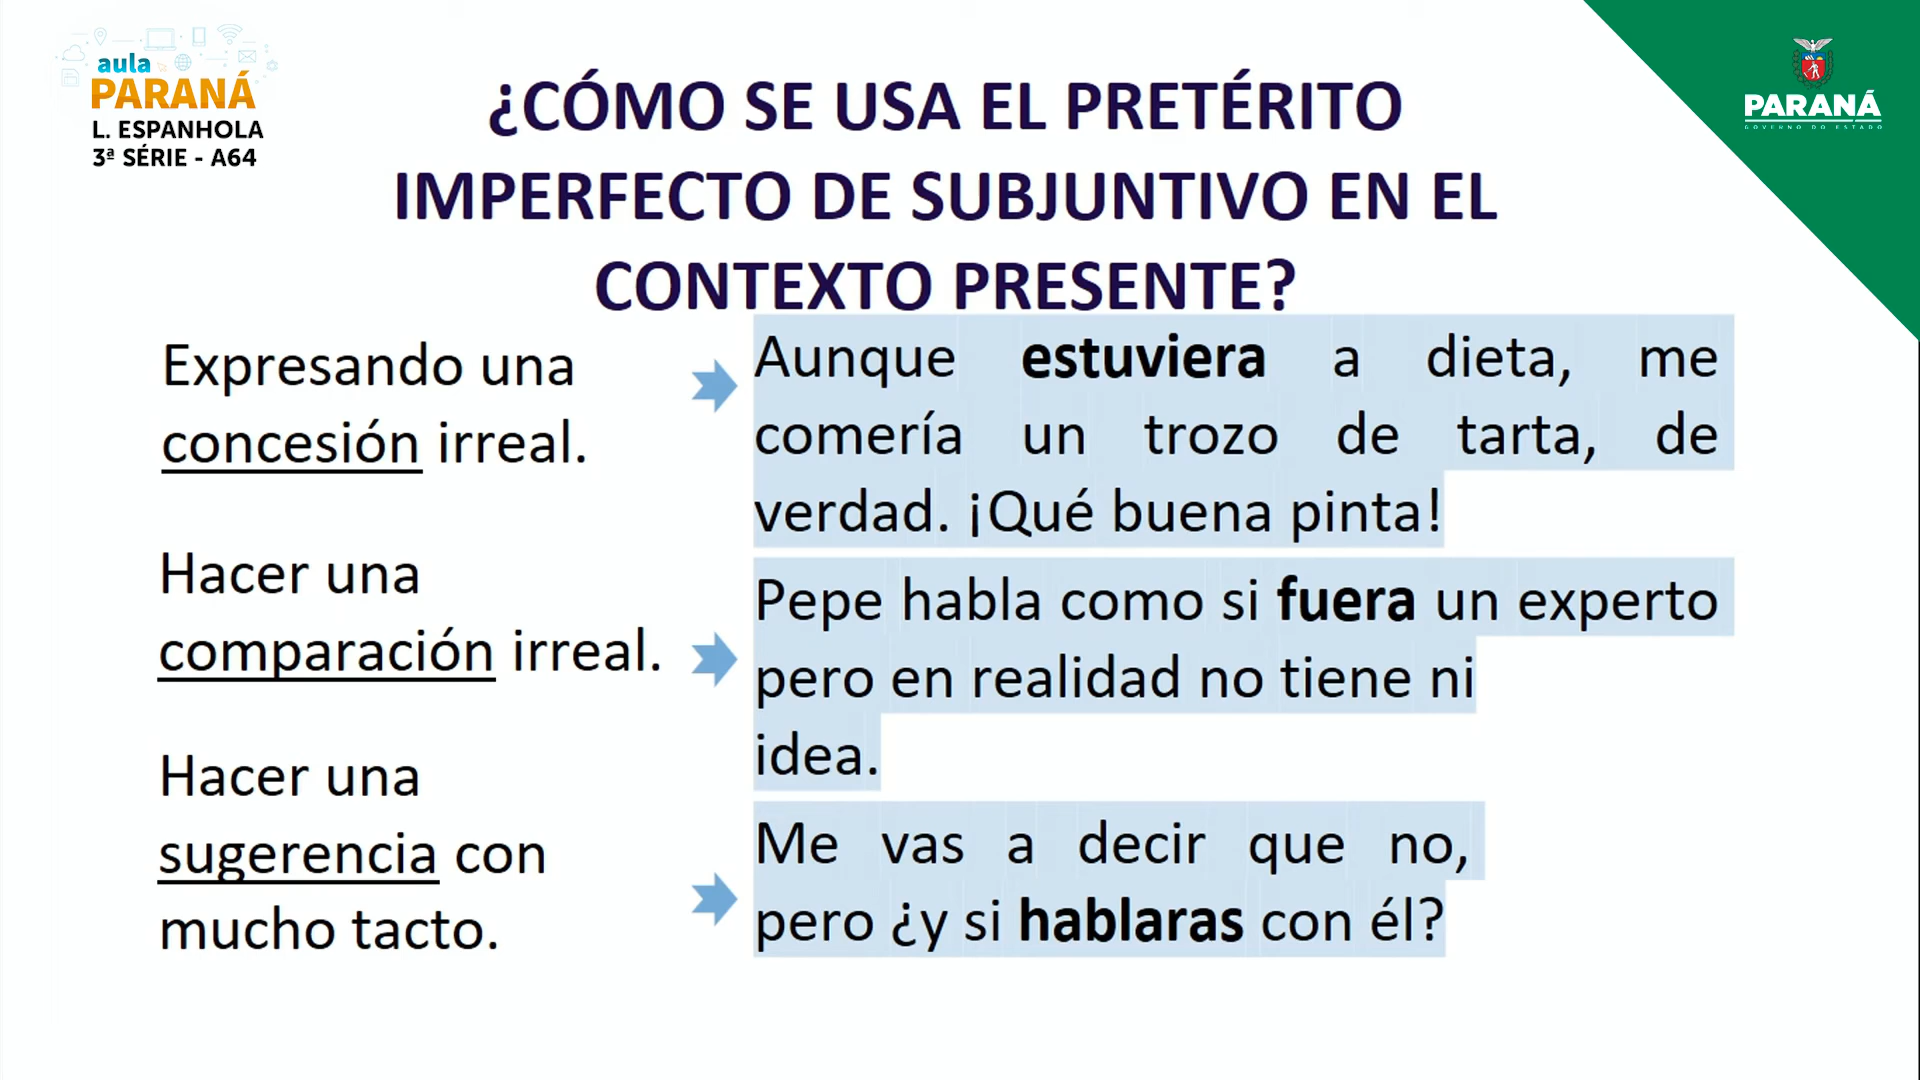 aula
PARANÁ
L. ESPANHOLA
3ª SÉRIE - A64
PARANÁ
GOVERNO DO ESTADO
¿CÓMO SE USA EL PRETÉRITO
IMPERFECTO DE SUBJUNTIVO EN EL
CONTEXTO PRESENTE?
Expresando una
concesión irreal.
Aunque estuviera a dieta, me
comería un trozo de tarta, de
verdad. ¡Qué buena pinta!
Hacer una
comparación irreal.
Pepe habla como si fuera un experto
pero en realidad no tiene ni
idea.
Hacer una
sugerencia con
mucho tacto.
Me vas a decir que no,
pero ¿y si hablaras con él?